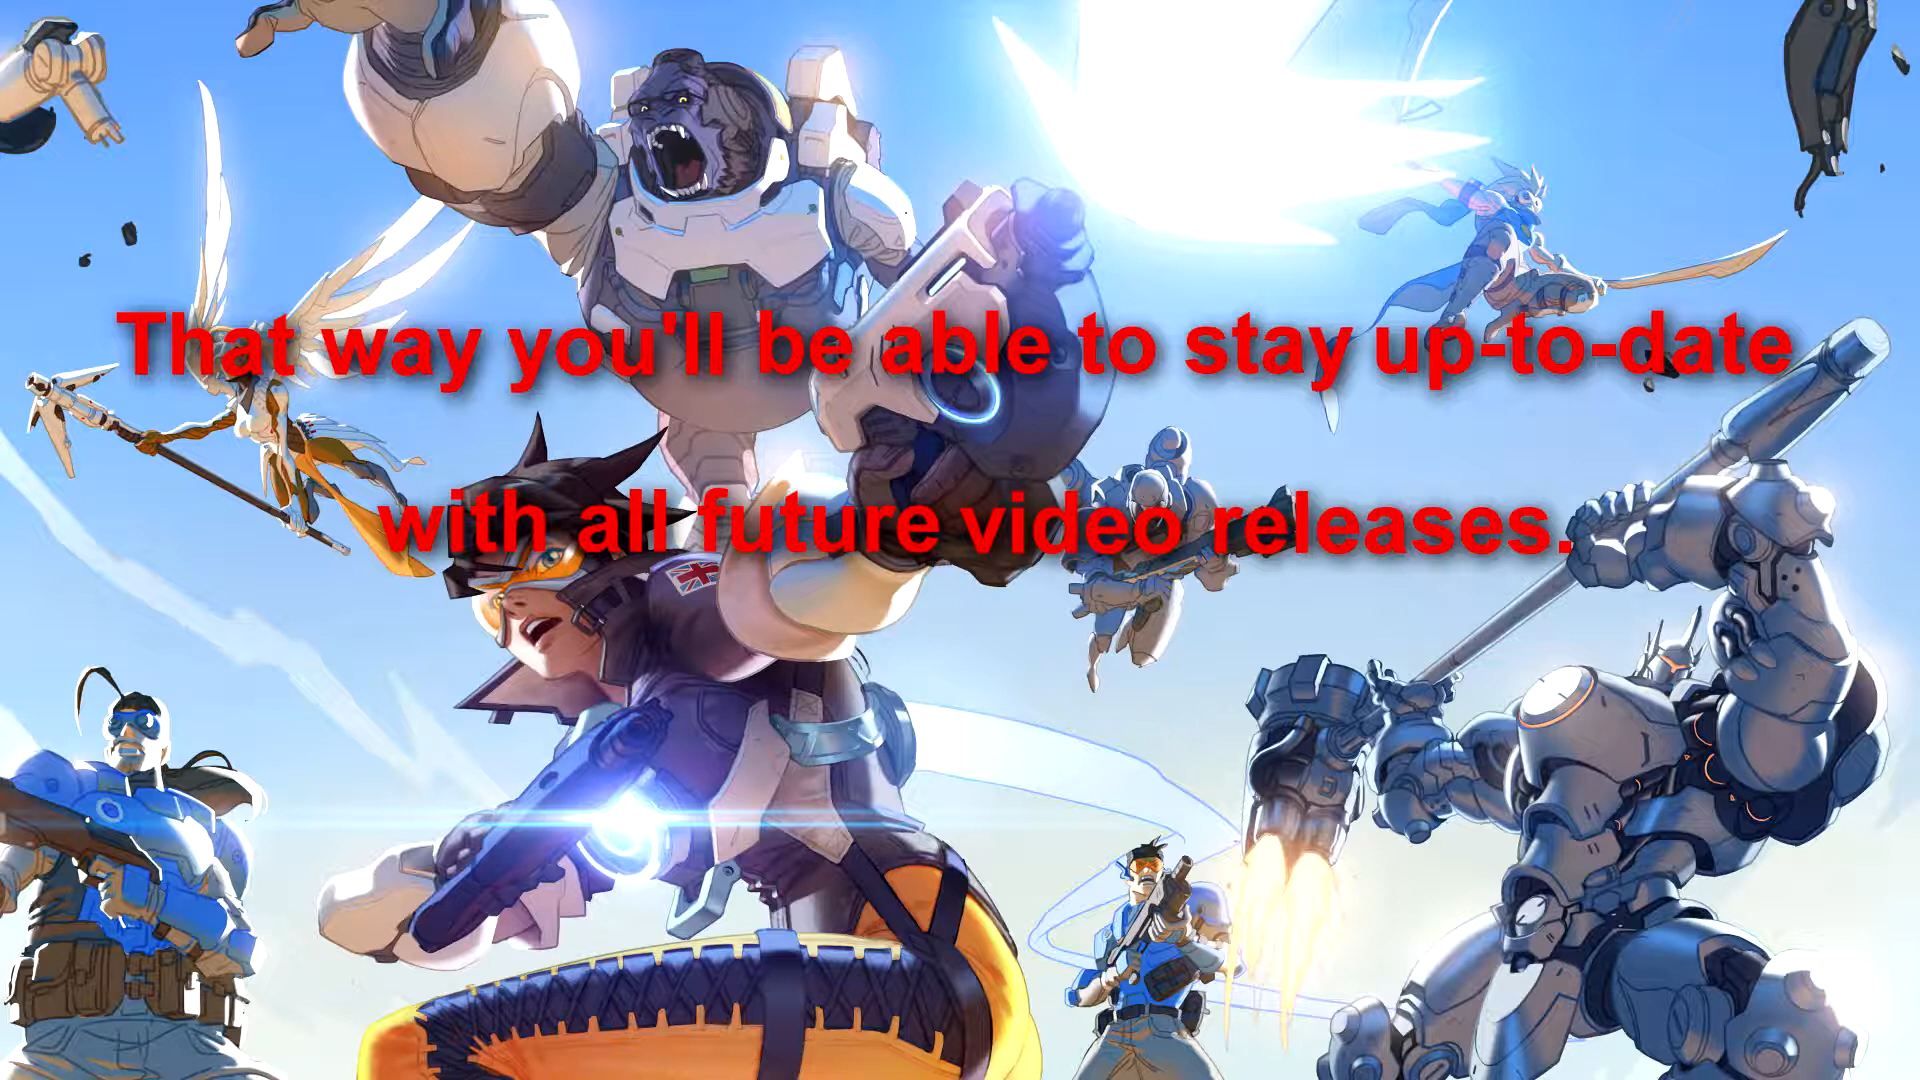 That way you'll be able to stay up-to-date
with all future video releases.